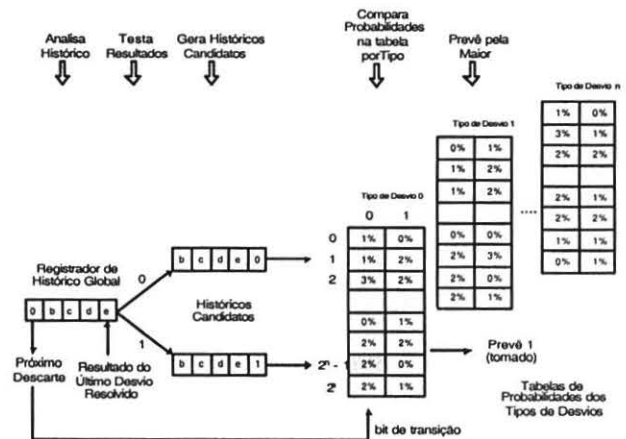 Analisa
Histórico
Testa
Resultados
Gera Históricos
Candidatos
Compara
Probabilidades
na tabela
porTipo
Prevê pela
Maior
Tipo de Desvio n
1% 0%
3% 1%
2% 2%
2% 1%
2% 2%
1% 1%
0% 1%
Tipo de Desvio 1
0% 1%
1% 2%
1% 2%
0% 0%
2% 3%
2% 0%
2% 1%
....
Tipo de Desvio 0
0 1
0 1% 0%
1 1% 2%
2 3% 2%
0% 1%
2% 2%
2ⁿ - 1 2% 0%
2ⁿ 2% 1%
b c d e 0
0
Registrador de
Histórico Global
0 b c d e
Históricos
Candidatos
1
b c d e 1
Próximo
Descarte
Resultado do
Último Desvio
Resolvido
Prevê 1
(tomado)
Tabelas de
Probabilidades dos
Tipos de Desvios
bit de transição